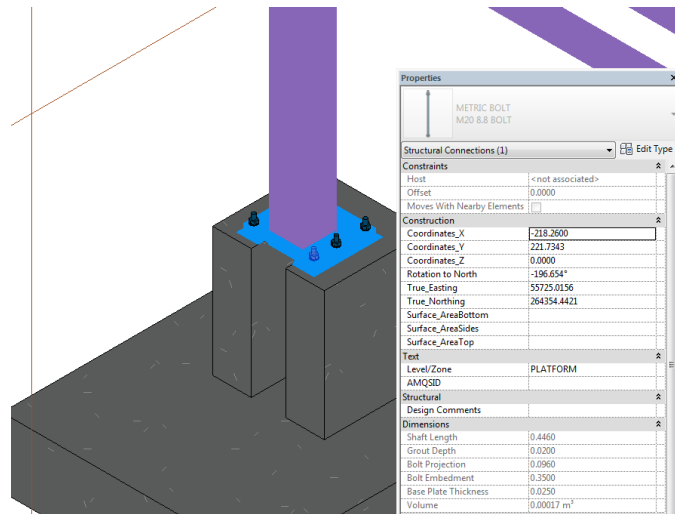 Properties
METRIC BOLT
M20 8.8 BOLT
Structural Connections (1) Edit Type
Constraints
Host <not associated>
Offset 0.0000
Moves With Nearby Elements
Construction
Coordinates_X -218.2600
Coordinates_Y 221.7343
Coordinates_Z 0.0000
Rotation to North -196.654°
True_Easting 55725.0156
True_Northing 264354.4421
Surface_AreaBottom
Surface_AreaSides
Surface_AreaTop
Text
Level/Zone PLATFORM
AMQSID
Structural
Design Comments
Dimensions
Shaft Length 0.4460
Grout Depth 0.0200
Bolt Projection 0.0960
Bolt Embedment 0.3500
Base Plate Thickness 0.0250
Volume 0.00017 m³